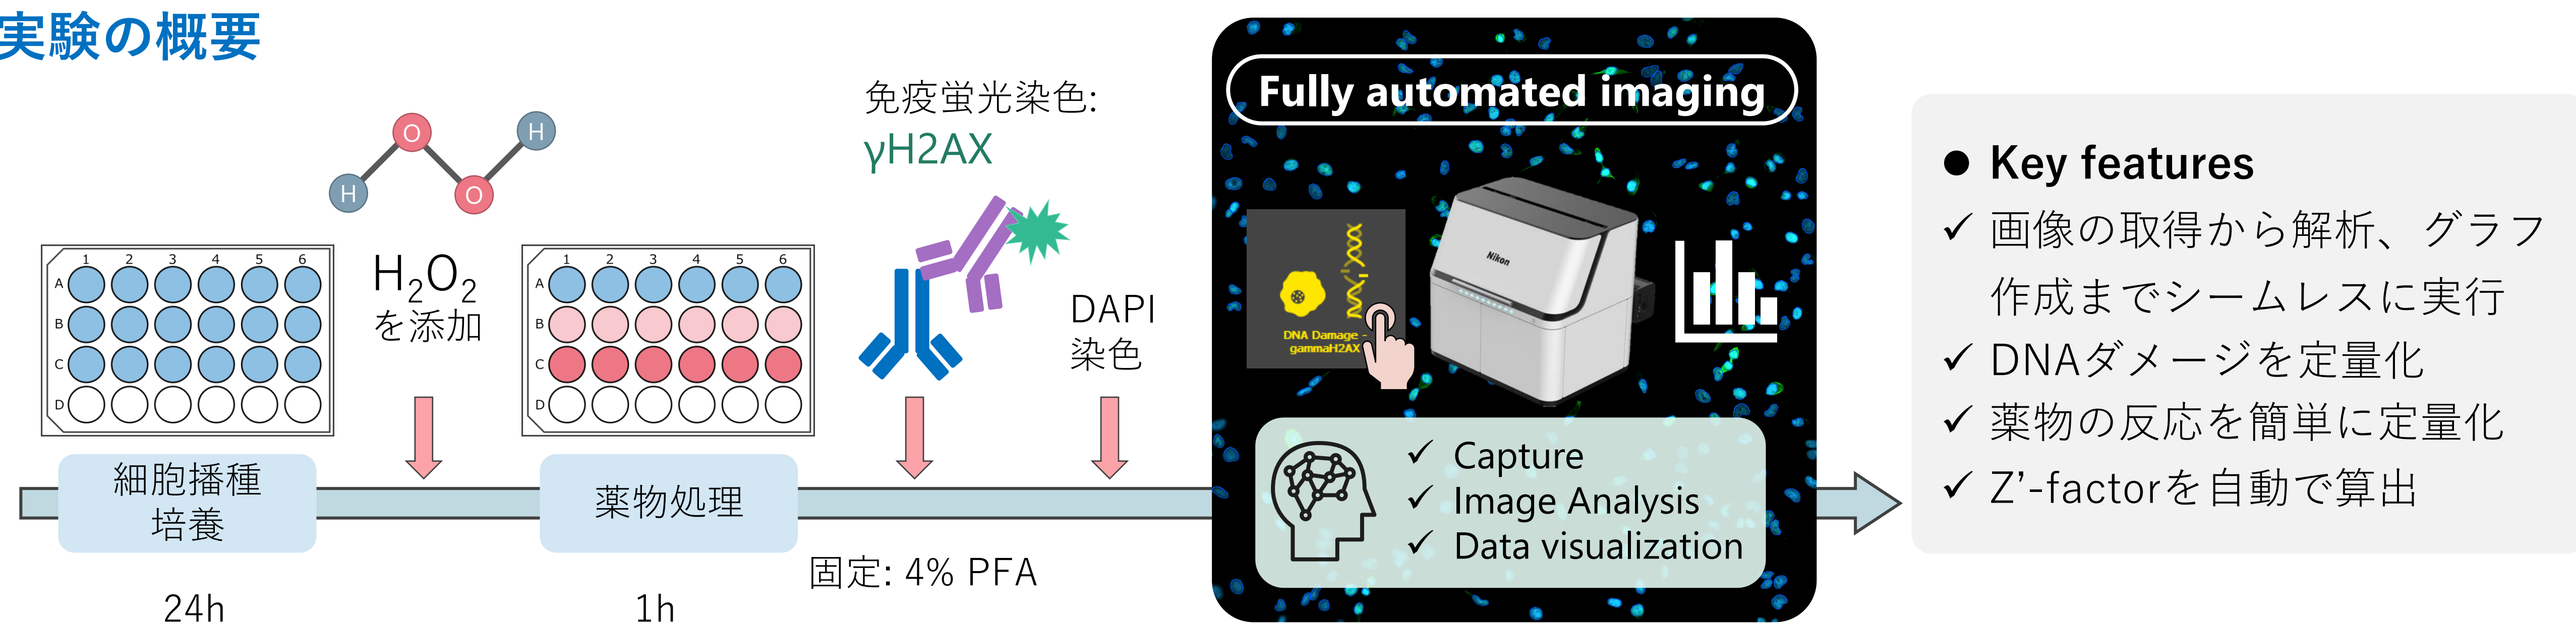 実験の概要
H O O H
H₂O₂
を添加
1 2 3 4 5 6
A
B
C
D
細胞播種
培養
24h
1 2 3 4 5 6
A
B
C
D
薬物処理
1h
免疫蛍光染色:
γH2AX
固定: 4% PFA
DAPI
染色
Fully automated imaging
DNA Damage -
gammaH2AX
Nikon
✓ Capture
✓ Image Analysis
✓ Data visualization
● Key features
✓ 画像の取得から解析、グラフ
作成までシームレスに実行
✓ DNAダメージを定量化
✓ 薬物の反応を簡単に定量化
✓ Z’-factorを自動で算出